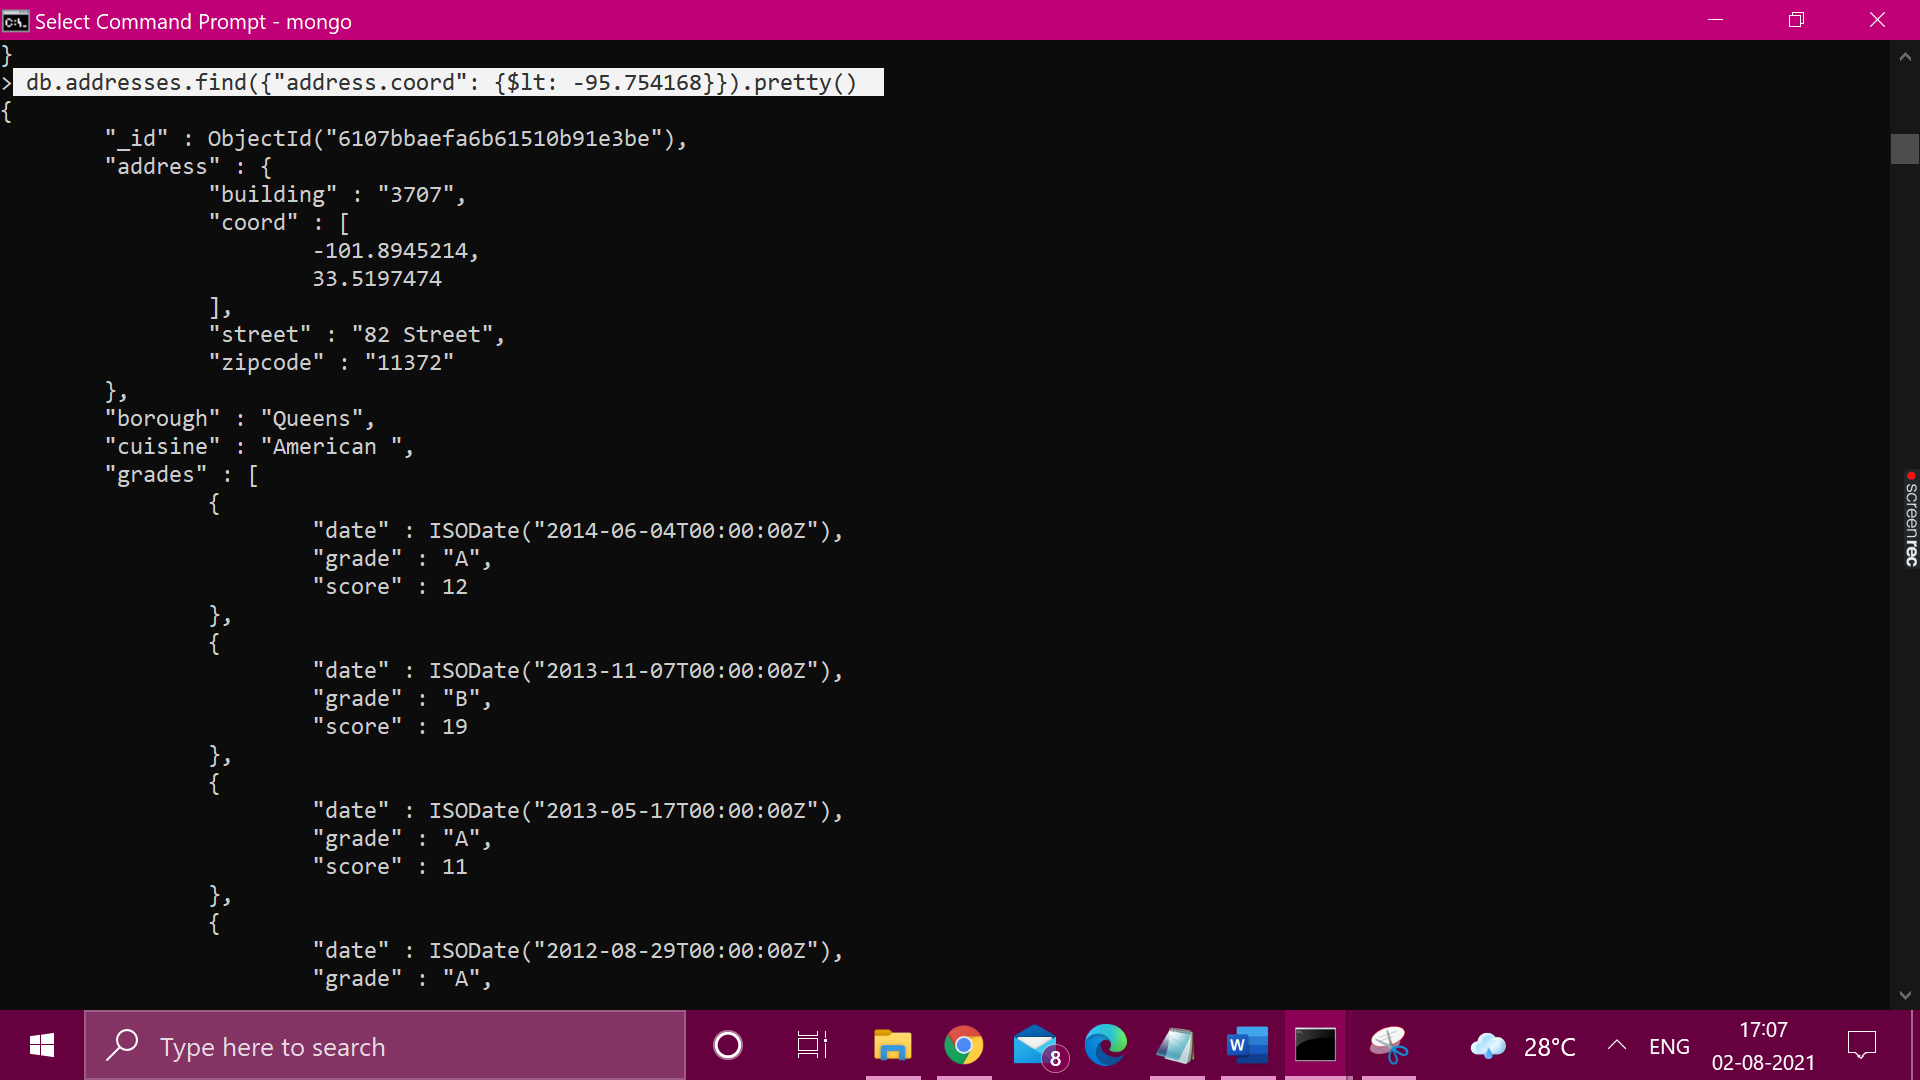 Select Command Prompt - mongo
}
> db.addresses.find({"address.coord": {$lt: -95.754168}}).pretty()
{
        "_id" : ObjectId("6107bbaefa6b61510b91e3be"),
        "address" : {
                "building" : "3707",
                "coord" : [
                        -101.8945214,
                        33.5197474
                ],
                "street" : "82 Street",
                "zipcode" : "11372"
        },
        "borough" : "Queens",
        "cuisine" : "American ",
        "grades" : [
                {
                        "date" : ISODate("2014-06-04T00:00:00Z"),
                        "grade" : "A",
                        "score" : 12
                },
                {
                        "date" : ISODate("2013-11-07T00:00:00Z"),
                        "grade" : "B",
                        "score" : 19
                },
                {
                        "date" : ISODate("2013-05-17T00:00:00Z"),
                        "grade" : "A",
                        "score" : 11
                },
                {
                        "date" : ISODate("2012-08-29T00:00:00Z"),
                        "grade" : "A",
screenrec
Type here to search
8
W
28°C
ENG
17:07
02-08-2021